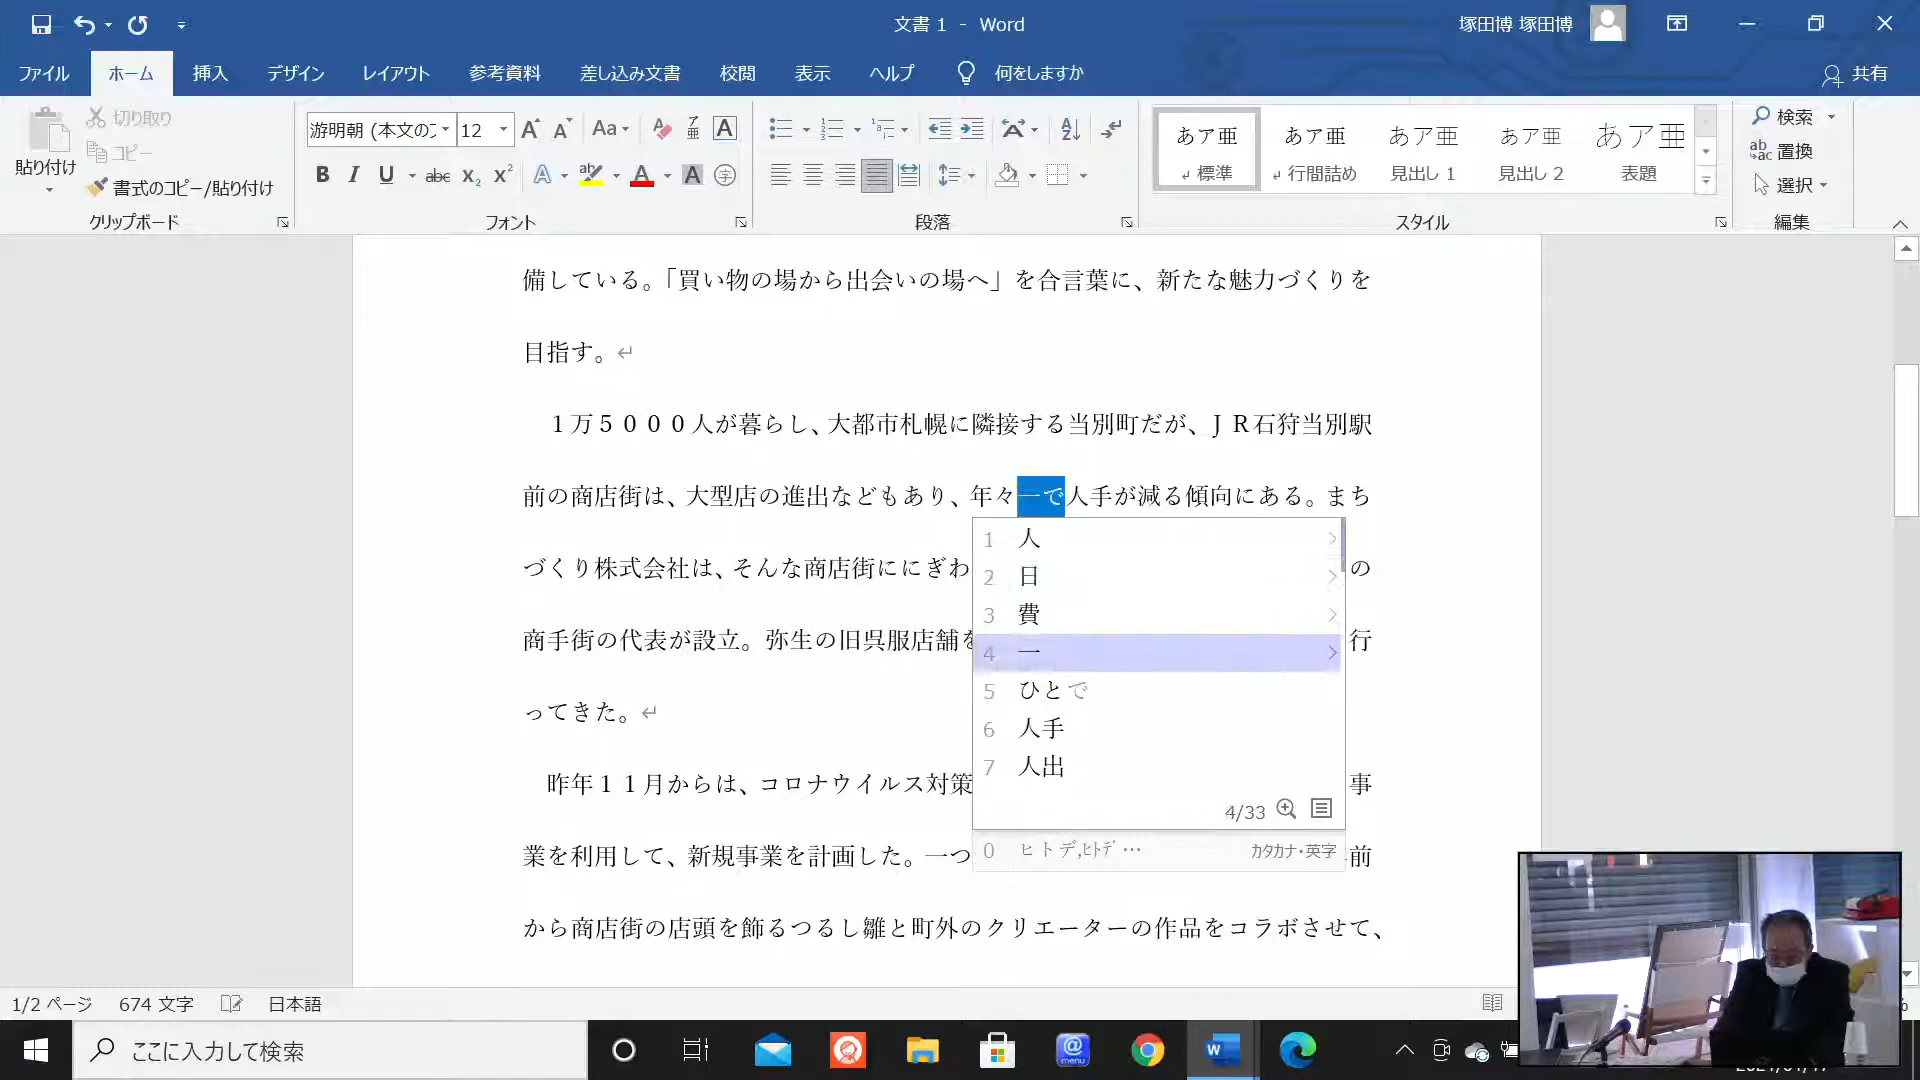 文書 1 - Word
塚田博 塚田博
ファイル ホーム 挿入 デザイン レイアウト 参考資料 差し込み文書 校閲 表示 ヘルプ 何をしますか 共有
貼り付け
切り取り
コピー
書式のコピー/貼り付け
クリップボード
游明朝 (本文の 12
フォント
段落
あア亜 あア亜 あア亜 あア亜 あア亜
標準 行間詰め 見出し 1 見出し 2 表題
スタイル
検索
置換
選択
編集
備している。「買い物の場から出会いの場へ」を合言葉に、新たな魅力づくりを
目指す。
１万５０００人が暮らし、大都市札幌に隣接する当別町だが、ＪＲ石狩当別駅
前の商店街は、大型店の進出などもあり、年々一で人手が減る傾向にある。まち
づくり株式会社は、そんな商店街ににぎわ の
商手街の代表が設立。弥生の旧呉服店舗を 行
ってきた。
昨年１１月からは、コロナウイルス対策 事
業を利用して、新規事業を計画した。一つ 前
から商店街の店頭を飾るつるし雛と町外のクリエーターの作品をコラボさせて、
1 人
2 日
3 費
4 一
5 ひとで
6 人手
7 人出
4/33
0 ヒトデ,ﾋﾄﾃﾞ… カタカナ・英字
1/2 ページ 674 文字 日本語
ここに入力して検索